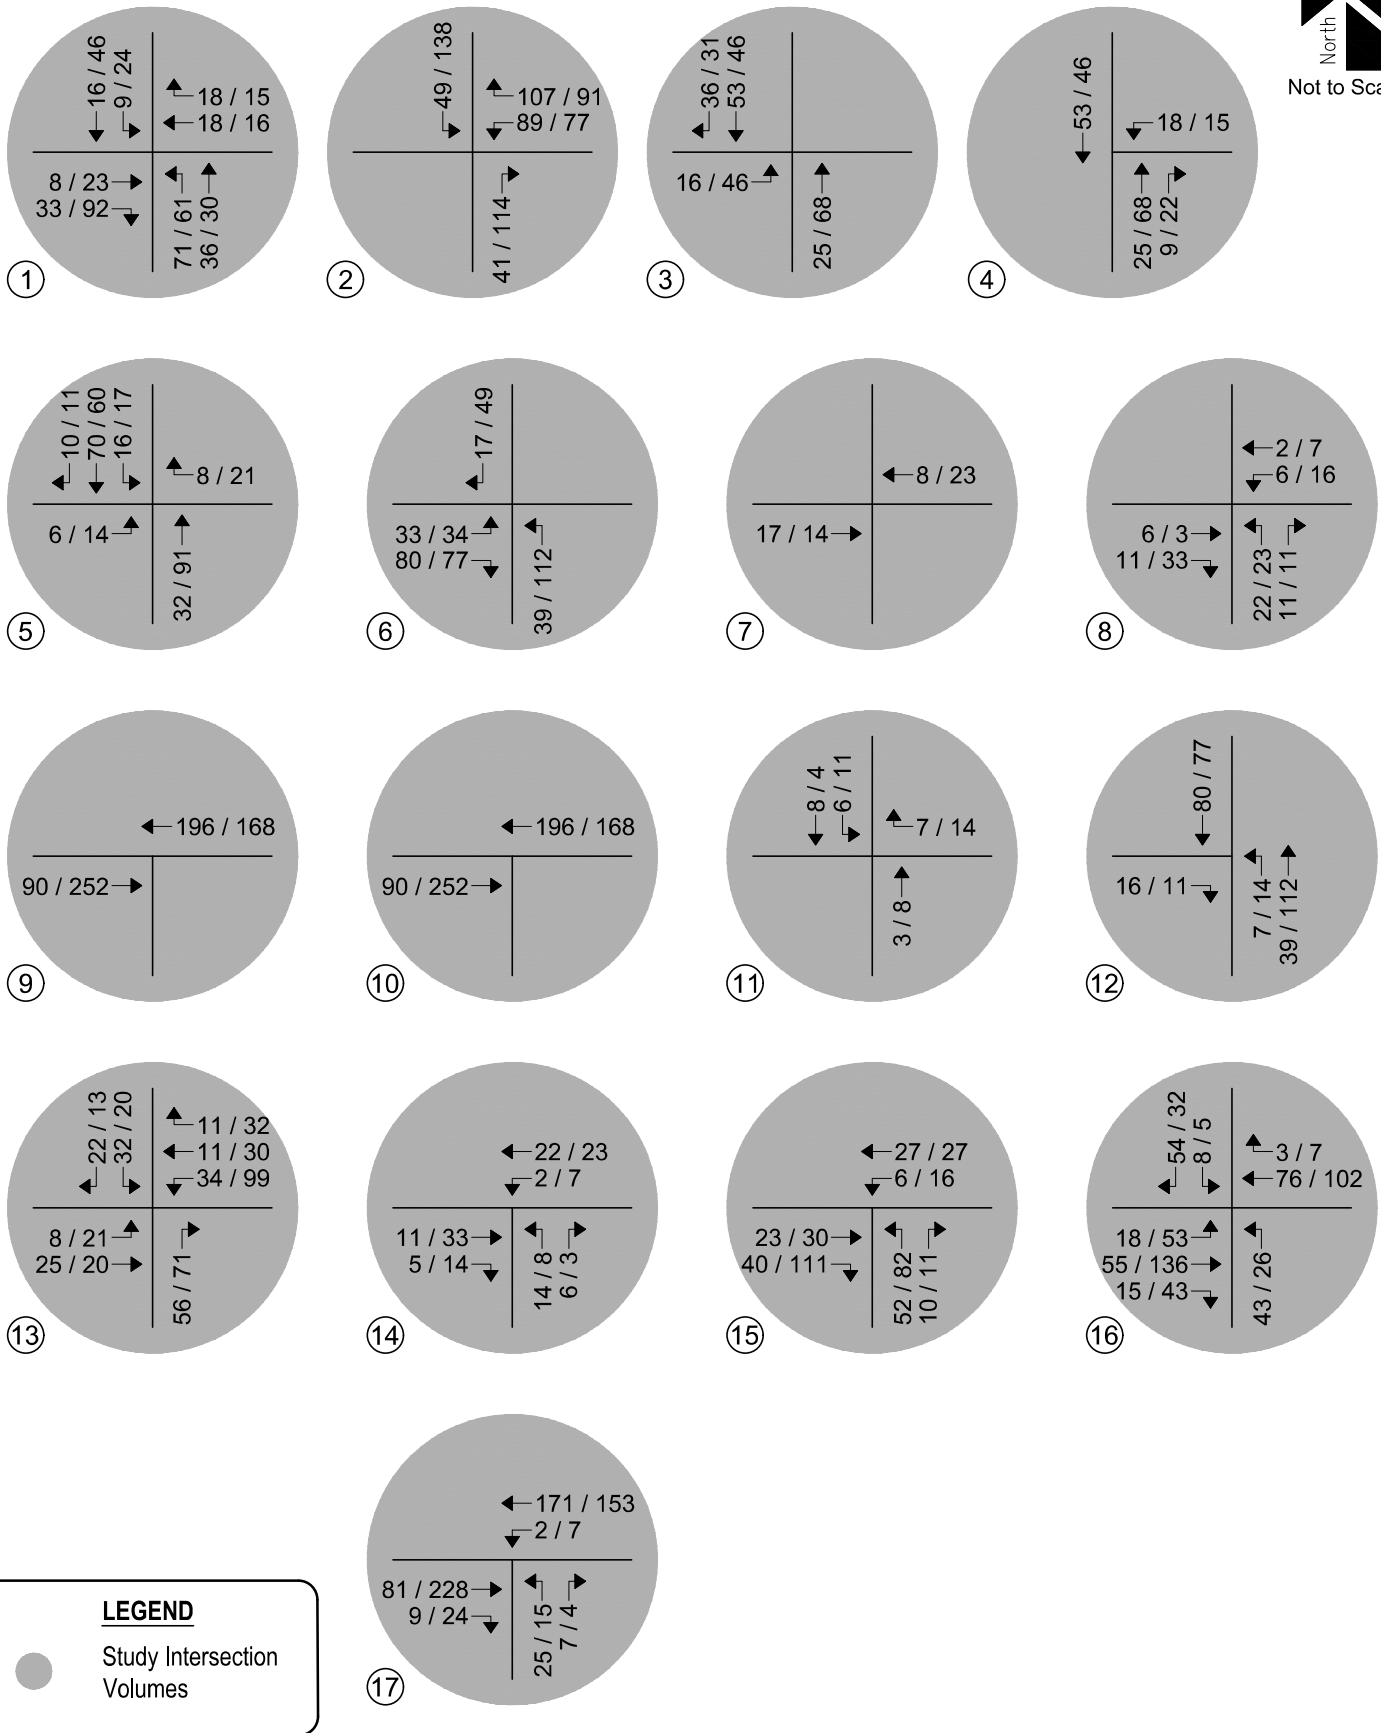 North
Not to Sca
16 / 46
9 / 24
18 / 15
18 / 16
8 / 23
33 / 92
71 / 61
36 / 30
1
49 / 138
107 / 91
89 / 77
41 / 114
2
36 / 31
53 / 46
16 / 46
25 / 68
3
53 / 46
18 / 15
25 / 68
9 / 22
4
10 / 11
70 / 60
16 / 17
8 / 21
6 / 14
32 / 91
5
17 / 49
33 / 34
80 / 77
39 / 112
6
8 / 23
17 / 14
7
2 / 7
6 / 16
6 / 3
11 / 33
22 / 23
11 / 11
8
196 / 168
90 / 252
9
196 / 168
90 / 252
10
8 / 4
6 / 11
7 / 14
3 / 8
11
80 / 77
16 / 11
7 / 14
39 / 112
12
22 / 13
32 / 20
11 / 32
11 / 30
34 / 99
8 / 21
25 / 20
56 / 71
13
22 / 23
2 / 7
11 / 33
5 / 14
14 / 8
6 / 3
14
27 / 27
6 / 16
23 / 30
40 / 111
52 / 82
10 / 11
15
54 / 32
8 / 5
3 / 7
76 / 102
18 / 53
55 / 136
15 / 43
43 / 26
16
171 / 153
2 / 7
81 / 228
9 / 24
25 / 15
7 / 4
17
LEGEND
Study Intersection
Volumes